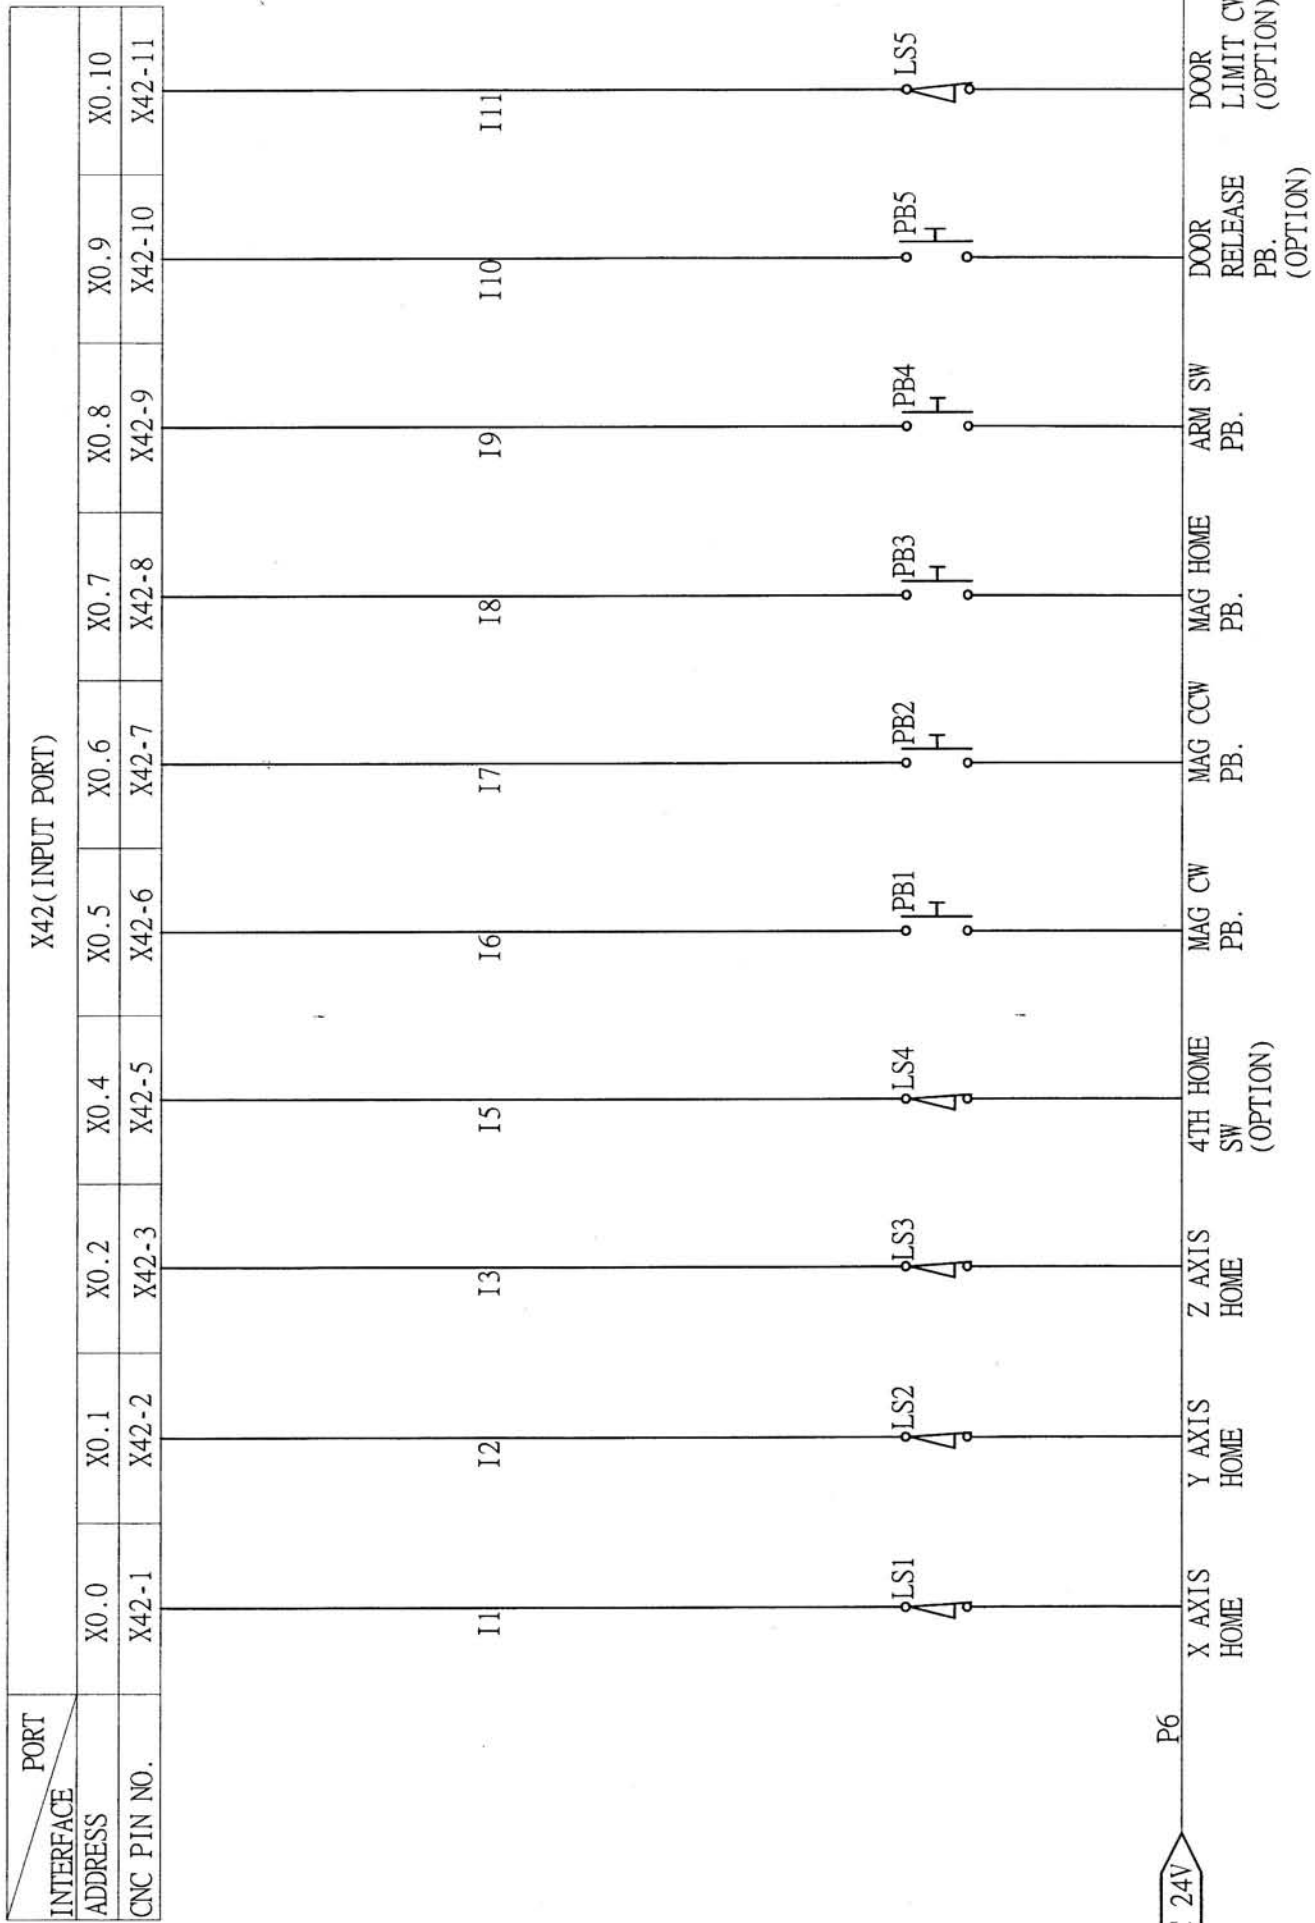 X42(INPUT PORT)
PORT
INTERFACE
ADDRESS X0.0 X0.1 X0.2 X0.4 X0.5 X0.6 X0.7 X0.8 X0.9 X0.10
CNC PIN NO. X42-1 X42-2 X42-3 X42-5 X42-6 X42-7 X42-8 X42-9 X42-10 X42-11
I1 I2 I3 I5 I6 I7 I8 I9 I10 I11
LS1 LS2 LS3 LS4 PB1 PB2 PB3 PB4 PB5 LS5
24V P6
X AXIS
HOME
Y AXIS
HOME
Z AXIS
HOME
4TH HOME
SW
(OPTION)
MAG CW
PB.
MAG CCW
PB.
MAG HOME
PB.
ARM SW
PB.
DOOR
RELEASE
PB.
(OPTION)
DOOR
LIMIT CW
(OPTION)